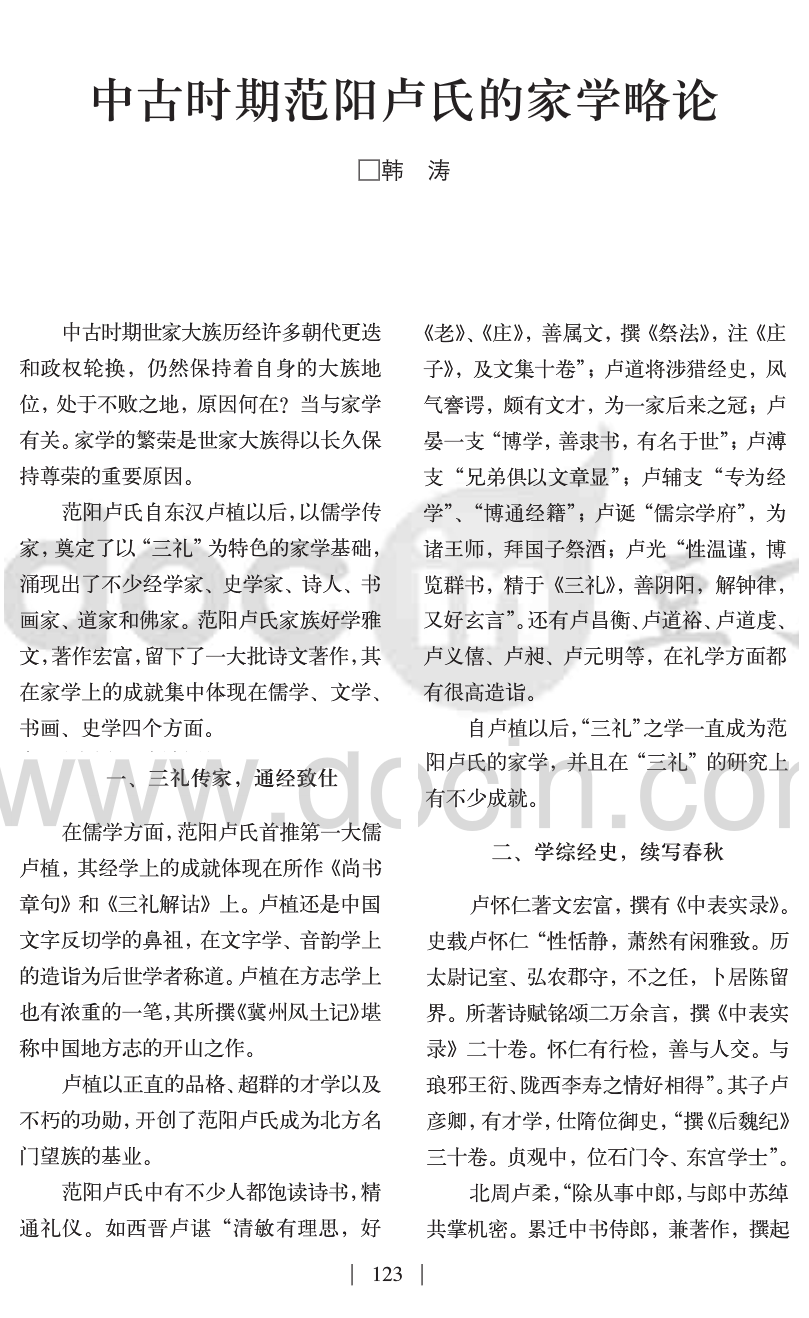 中古时期范阳卢氏的家学略论
□韩 涛
中古时期世家大族历经许多朝代更迭
和政权轮换，仍然保持着自身的大族地
位，处于不败之地，原因何在？当与家学
有关。家学的繁荣是世家大族得以长久保
持尊荣的重要原因。
范阳卢氏自东汉卢植以后，以儒学传
家，奠定了以“三礼”为特色的家学基础，
涌现出了不少经学家、史学家、诗人、书
画家、道家和佛家。范阳卢氏家族好学雅
文，著作宏富，留下了一大批诗文著作，其
在家学上的成就集中体现在儒学、文学、
书画、史学四个方面。
一、三礼传家，通经致仕
在儒学方面，范阳卢氏首推第一大儒
卢植，其经学上的成就体现在所作《尚书
章句》和《三礼解诂》上。卢植还是中国
文字反切学的鼻祖，在文字学、音韵学上
的造诣为后世学者称道。卢植在方志学上
也有浓重的一笔，其所撰《冀州风土记》堪
称中国地方志的开山之作。
卢植以正直的品格、超群的才学以及
不朽的功勋，开创了范阳卢氏成为北方名
门望族的基业。
范阳卢氏中有不少人都饱读诗书，精
通礼仪。如西晋卢谌“清敏有理思，好
《老》、《庄》，善属文，撰《祭法》，注《庄
子》，及文集十卷”；卢道将涉猎经史，风
气謇谔，颇有文才，为一家后来之冠；卢
晏一支“博学，善隶书，有名于世”；卢溥
支“兄弟俱以文章显”；卢辅支“专为经
学”、“博通经籍”；卢诞“儒宗学府”，为
诸王师，拜国子祭酒；卢光“性温谨，博
览群书，精于《三礼》，善阴阳，解钟律，
又好玄言”。还有卢昌衡、卢道裕、卢道虔、
卢义僖、卢昶、卢元明等，在礼学方面都
有很高造诣。
自卢植以后，“三礼”之学一直成为范
阳卢氏的家学，并且在“三礼”的研究上
有不少成就。
二、学综经史，续写春秋
卢怀仁著文宏富，撰有《中表实录》。
史载卢怀仁“性恬静，萧然有闲雅致。历
太尉记室、弘农郡守，不之任，卜居陈留
界。所著诗赋铭颂二万余言，撰《中表实
录》二十卷。怀仁有行检，善与人交。与
琅邪王衍、陇西李寿之情好相得”。其子卢
彦卿，有才学，仕隋位御史，“撰《后魏纪》
三十卷。贞观中，位石门令、东宫学士”。
北周卢柔，“除从事中郎，与郎中苏绰
共掌机密。累迁中书侍郎，兼著作，撰起
123
www.docin.com
docin